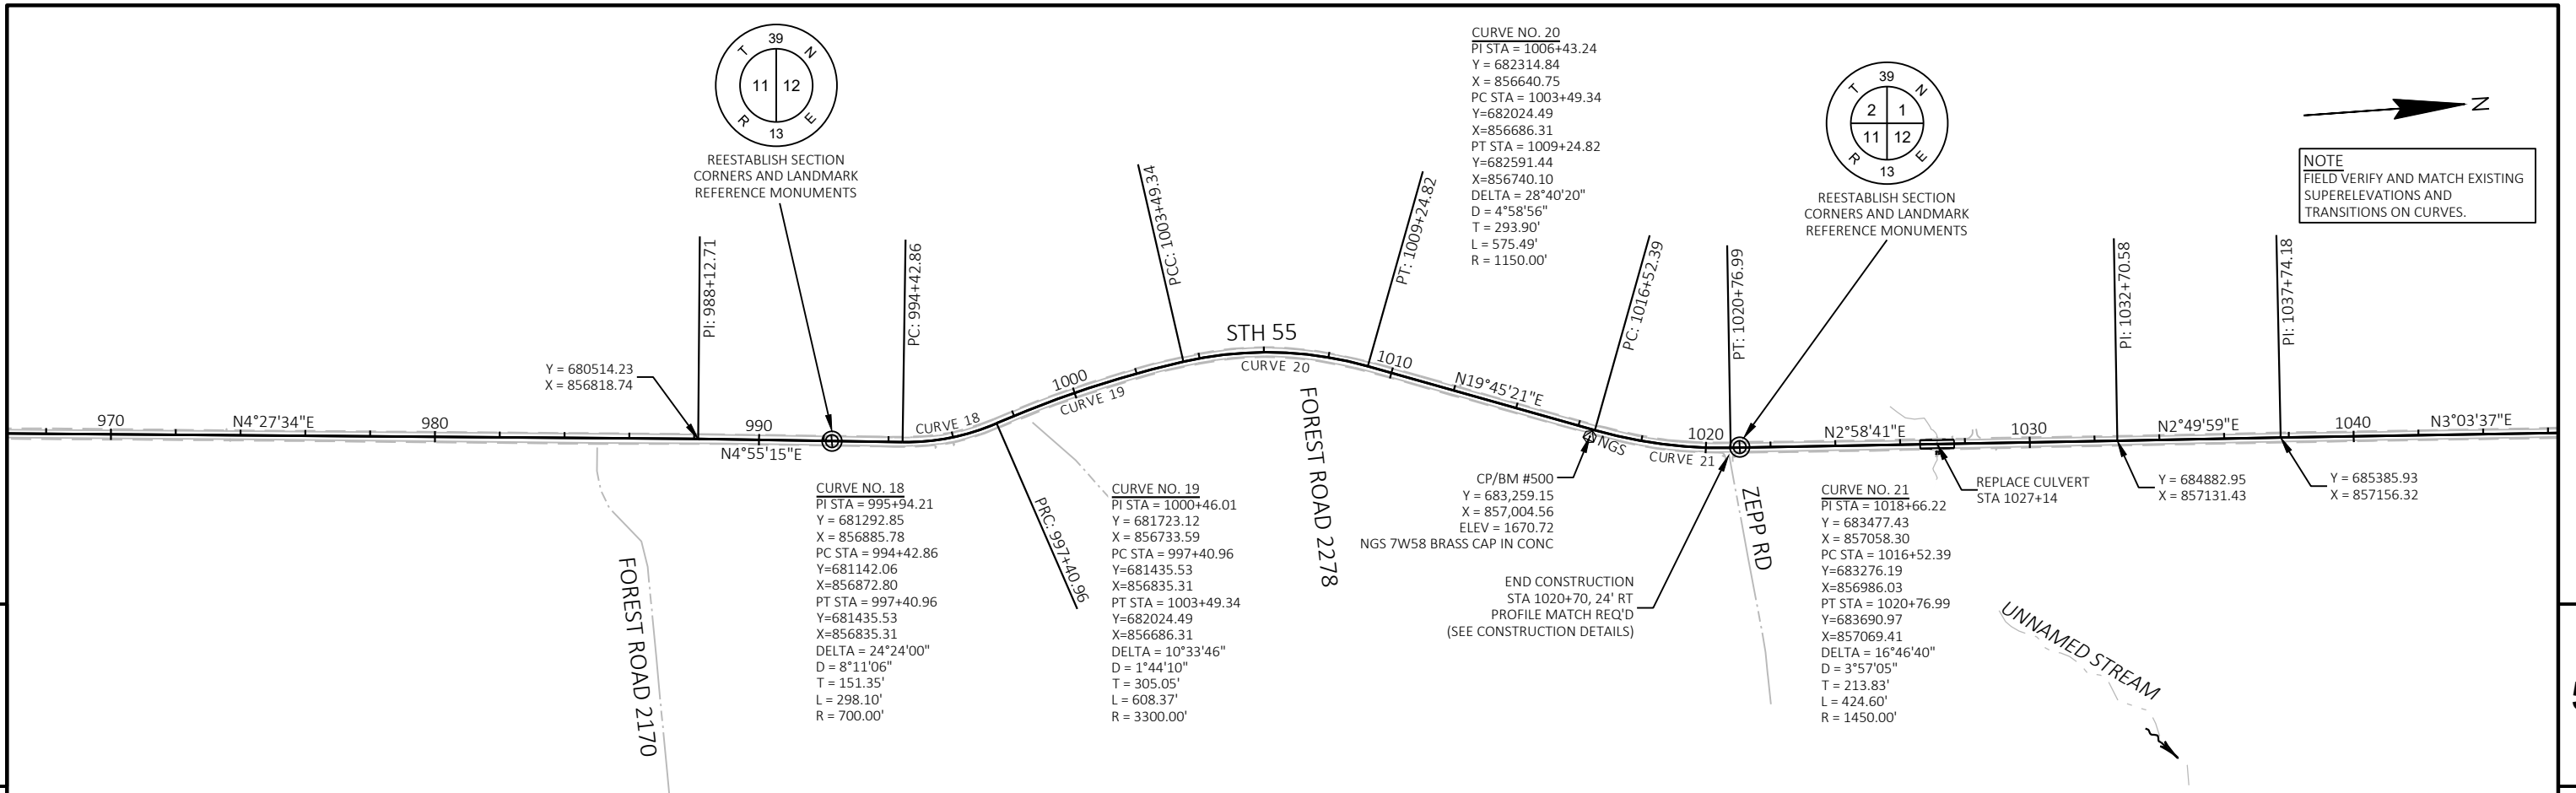 39
T N
11 12
R E
13
REESTABLISH SECTION
CORNERS AND LANDMARK
REFERENCE MONUMENTS
CURVE NO. 20
PI STA = 1006+43.24
Y = 682314.84
X = 856640.75
PC STA = 1003+49.34
Y=682024.49
X=856686.31
PT STA = 1009+24.82
Y=682591.44
X=856740.10
DELTA = 28°40'20"
D = 4°58'56"
T = 293.90'
L = 575.49'
R = 1150.00'
39
T N
2 1
11 12
R E
13
REESTABLISH SECTION
CORNERS AND LANDMARK
REFERENCE MONUMENTS
N
NOTE
FIELD VERIFY AND MATCH EXISTING
SUPERELEVATIONS AND
TRANSITIONS ON CURVES.
PI: 988+12.71
PC: 994+42.86
PCC: 1003+49.34
PT: 1009+24.82
PC: 1016+52.39
PT: 1020+76.99
PI: 1032+70.58
PI: 1037+74.18
STH 55
Y = 680514.23
X = 856818.74
970
N4°27'34"E
980
990
N4°55'15"E
CURVE 18
1000
CURVE 19
CURVE 20
1010
N19°45'21"E
NGS
1020
CURVE 21
N2°58'41"E
1030
N2°49'59"E
1040
N3°03'37"E
PRC: 997+40.96
FOREST ROAD 2170
FOREST ROAD 2278
ZEPP RD
CURVE NO. 18
PI STA = 995+94.21
Y = 681292.85
X = 856885.78
PC STA = 994+42.86
Y=681142.06
X=856872.80
PT STA = 997+40.96
Y=681435.53
X=856835.31
DELTA = 24°24'00"
D = 8°11'06"
T = 151.35'
L = 298.10'
R = 700.00'
CURVE NO. 19
PI STA = 1000+46.01
Y = 681723.12
X = 856733.59
PC STA = 997+40.96
Y=681435.53
X=856835.31
PT STA = 1003+49.34
Y=682024.49
X=856686.31
DELTA = 10°33'46"
D = 1°44'10"
T = 305.05'
L = 608.37'
R = 3300.00'
CP/BM #500
Y = 683,259.15
X = 857,004.56
ELEV = 1670.72
NGS 7W58 BRASS CAP IN CONC
END CONSTRUCTION
STA 1020+70, 24' RT
PROFILE MATCH REQ'D
(SEE CONSTRUCTION DETAILS)
CURVE NO. 21
PI STA = 1018+66.22
Y = 683477.43
X = 857058.30
PC STA = 1016+52.39
Y=683276.19
X=856986.03
PT STA = 1020+76.99
Y=683690.97
X=857069.41
DELTA = 16°46'40"
D = 3°57'05"
T = 213.83'
L = 424.60'
R = 1450.00'
REPLACE CULVERT
STA 1027+14
Y = 684882.95
X = 857131.43
Y = 685385.93
X = 857156.32
UNNAMED STREAM